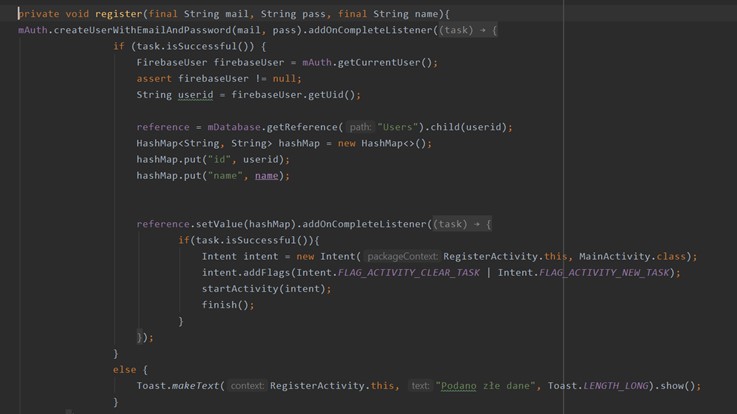 private void register(final String mail, String pass, final String name){
mAuth.createUserWithEmailAndPassword(mail, pass).addOnCompleteListener((task) → {
if (task.isSuccessful()) {
FirebaseUser firebaseUser = mAuth.getCurrentUser();
assert firebaseUser != null;
String userid = firebaseUser.getUid();
reference = mDatabase.getReference( path: "Users").child(userid);
HashMap<String, String> hashMap = new HashMap<>();
hashMap.put("id", userid);
hashMap.put("name", name);
reference.setValue(hashMap).addOnCompleteListener((task) → {
if(task.isSuccessful()){
Intent intent = new Intent( packageContext: RegisterActivity.this, MainActivity.class);
intent.addFlags(Intent.FLAG_ACTIVITY_CLEAR_TASK | Intent.FLAG_ACTIVITY_NEW_TASK);
startActivity(intent);
finish();
}
});
}
else {
Toast.makeText( context: RegisterActivity.this, text: "Podano złe dane", Toast.LENGTH_LONG).show();
}